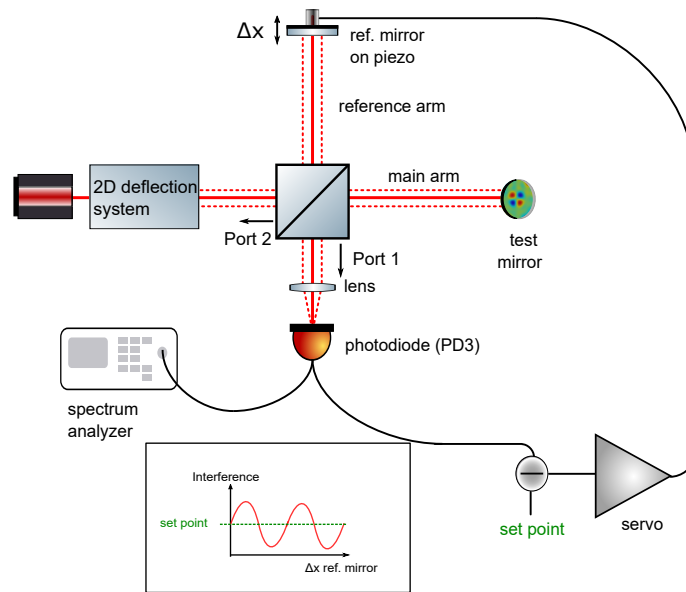 Δx
ref. mirror
on piezo
reference arm
2D deflection
system
main arm
Port 2
Port 1
test
mirror
lens
photodiode (PD3)
spectrum
analyzer
Interference
set point
Δx ref. mirror
set point
servo